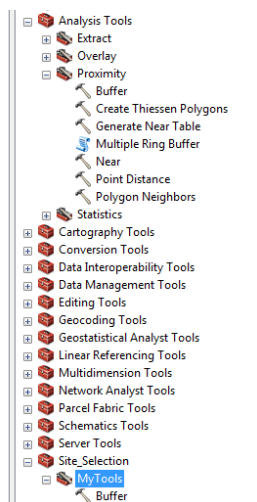 Analysis Tools
Extract
Overlay
Proximity
Buffer
Create Thiessen Polygons
Generate Near Table
Multiple Ring Buffer
Near
Point Distance
Polygon Neighbors
Statistics
Cartography Tools
Conversion Tools
Data Interoperability Tools
Data Management Tools
Editing Tools
Geocoding Tools
Geostatistical Analyst Tools
Linear Referencing Tools
Multidimension Tools
Network Analyst Tools
Parcel Fabric Tools
Schematics Tools
Server Tools
Site_Selection
MyTools
Buffer